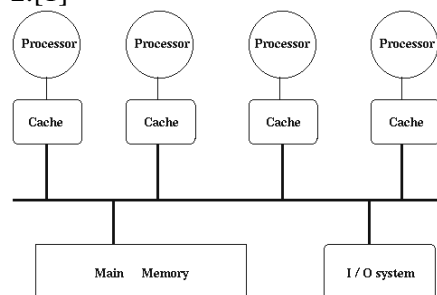 Processor Processor Processor Processor
Cache Cache Cache Cache
Main Memory I / O system